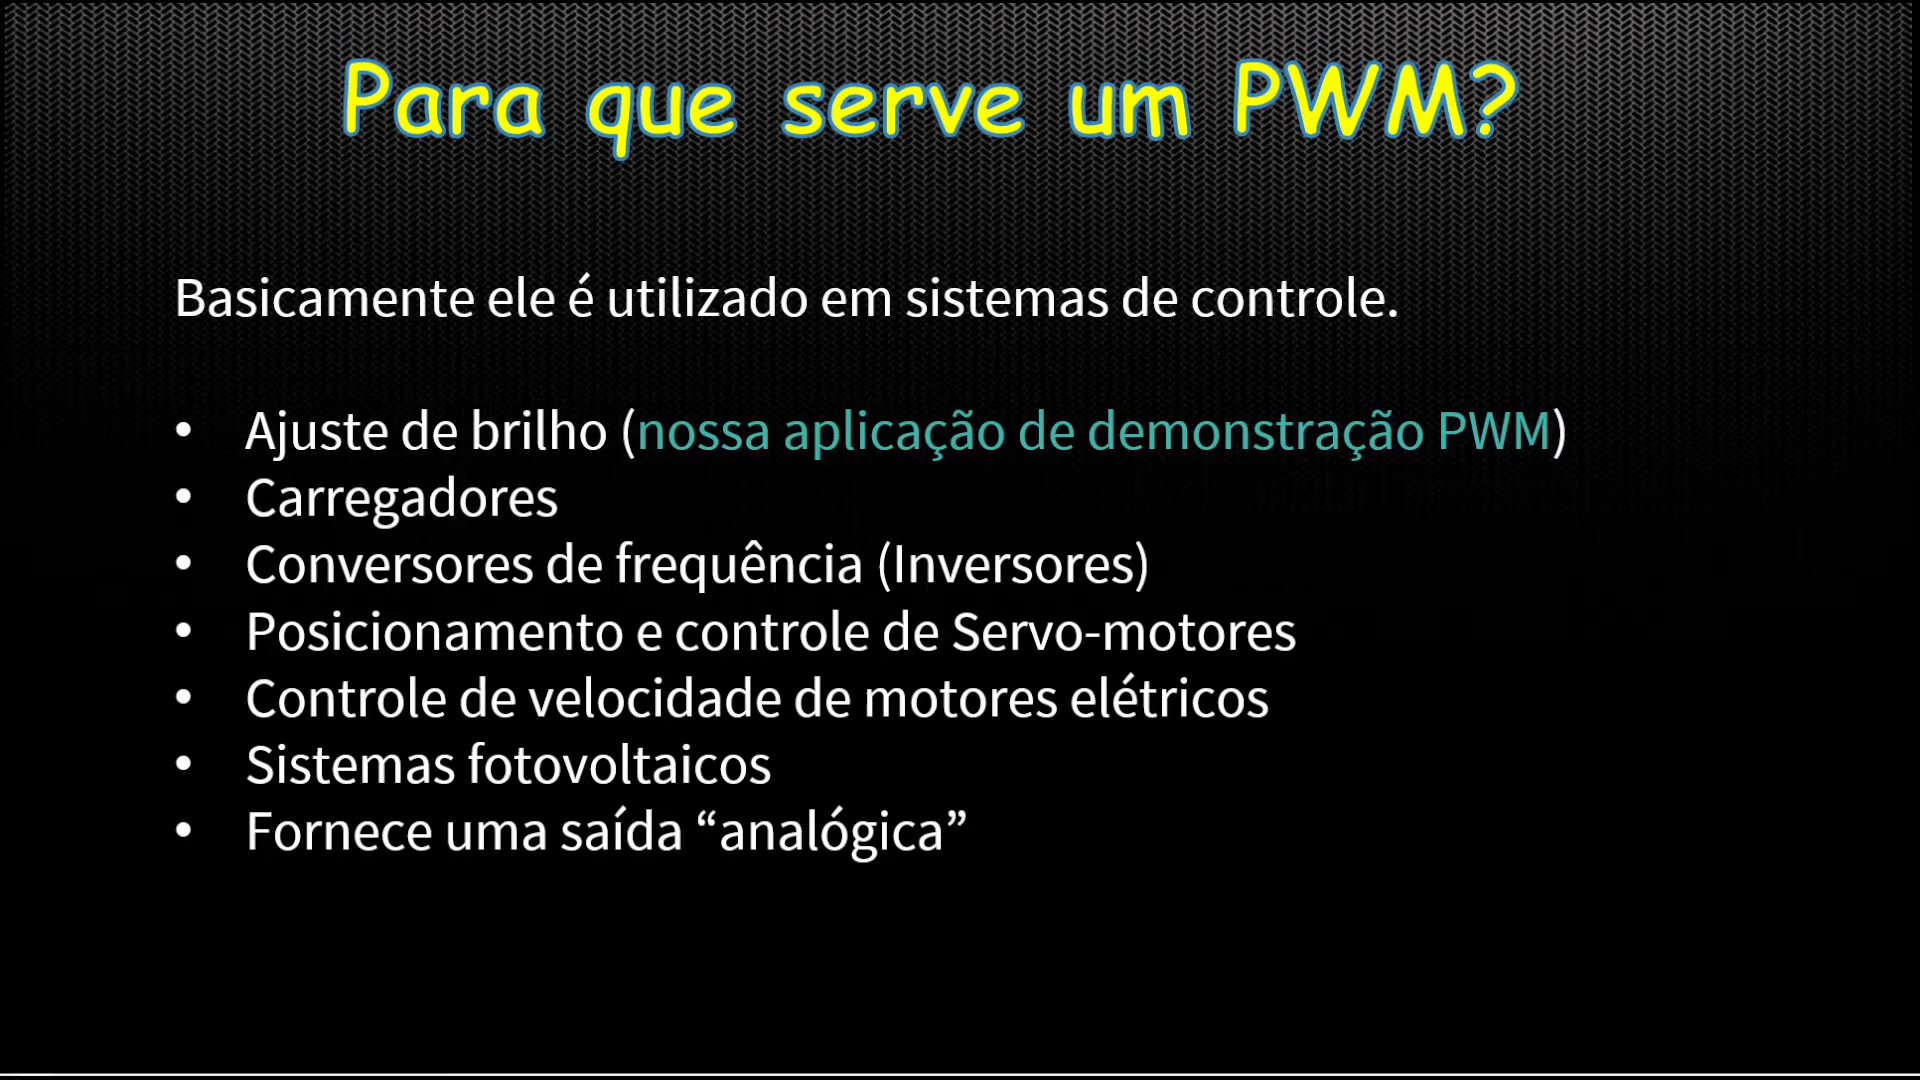 Para que serve um PWM?
Basicamente ele é utilizado em sistemas de controle.
• Ajuste de brilho (nossa aplicação de demonstração PWM)
• Carregadores
• Conversores de frequência (Inversores)
• Posicionamento e controle de Servo-motores
• Controle de velocidade de motores elétricos
• Sistemas fotovoltaicos
• Fornece uma saída “analógica”